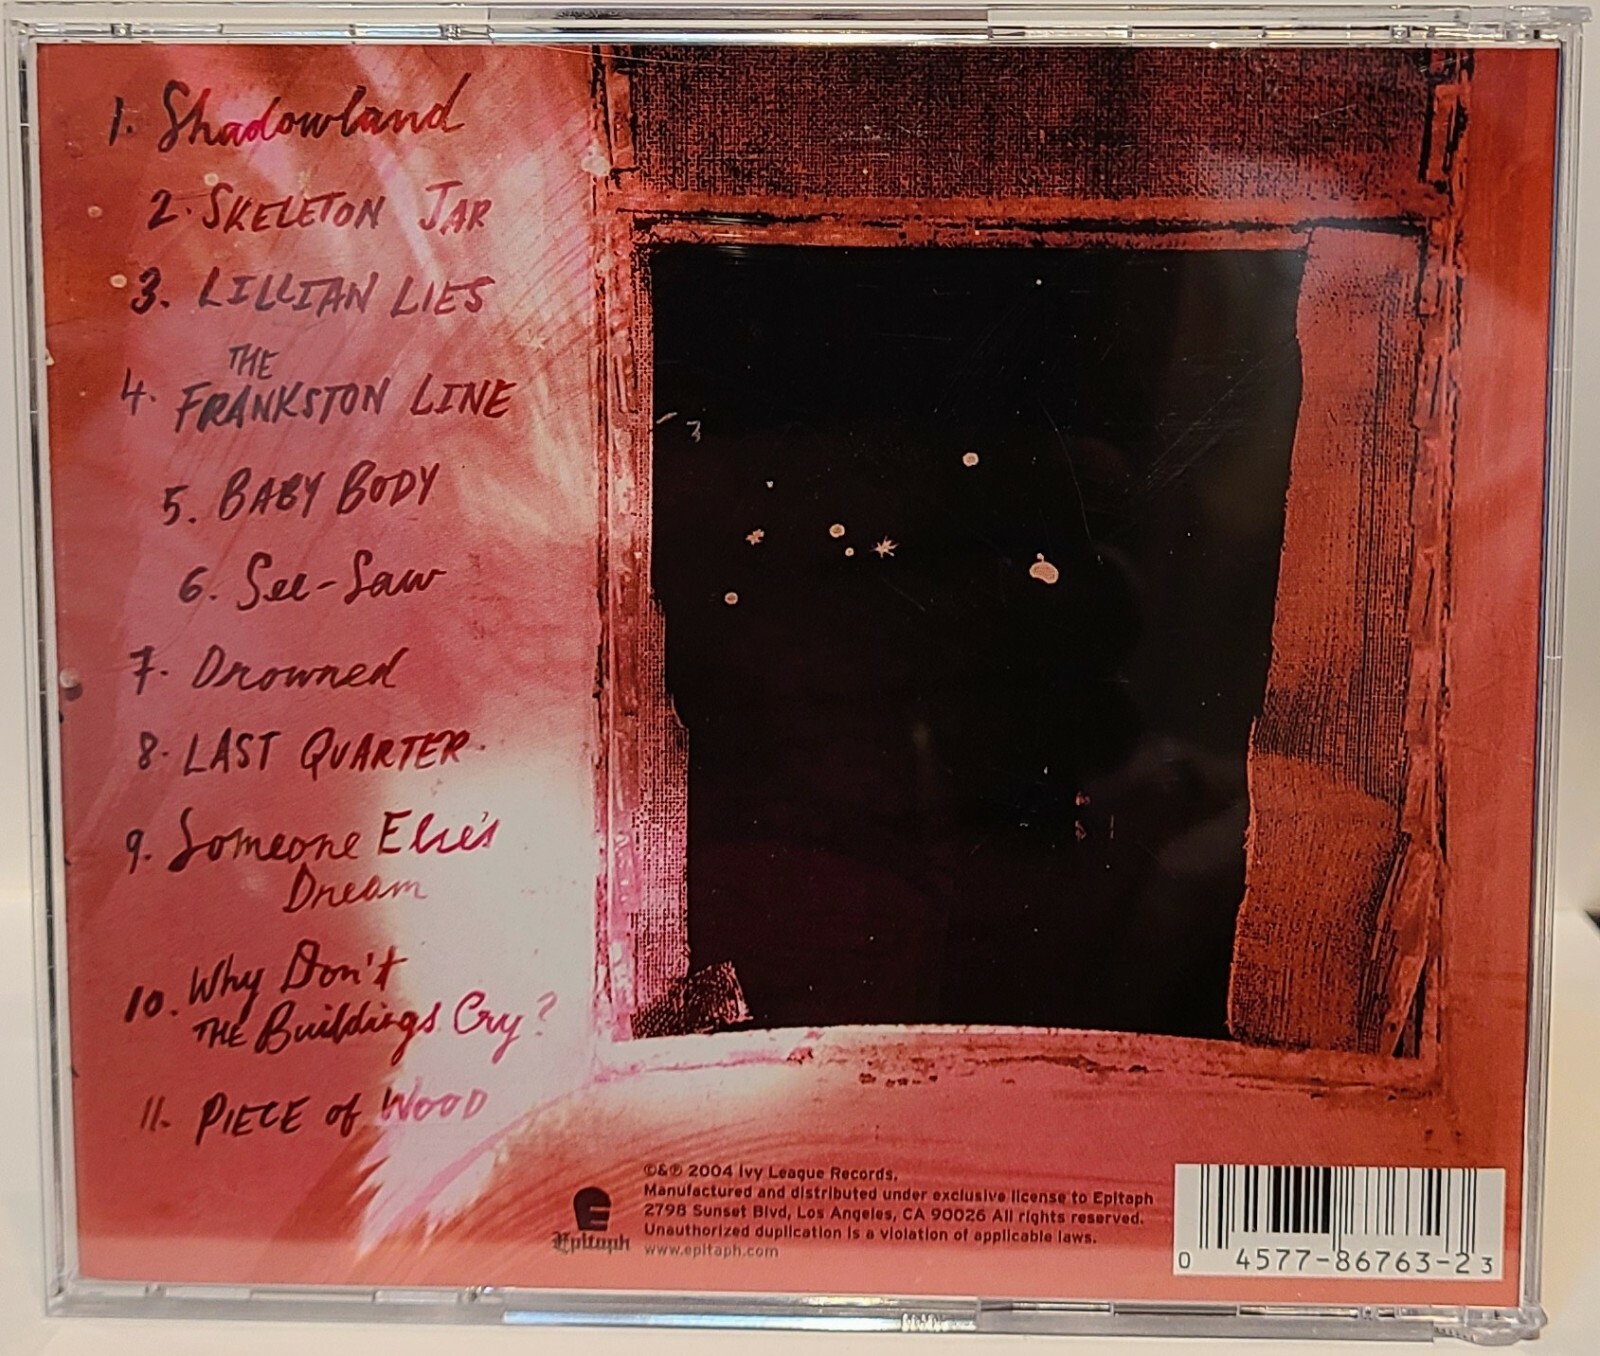 1. Shadowland
2. SKELETON JAR
3. LILLIAN LIES
THE
4. FRANKSTON LINE
5. BABY BODY
6. See-Saw
7. Drowned
8. LAST QUARTER
9. Someone Else's
Dream
10. Why Don't
THE Buildings Cry?
11. PIECE of WOOD
Epitaph
©&℗ 2004 Ivy League Records.
Manufactured and distributed under exclusive license to Epitaph
2798 Sunset Blvd, Los Angeles, CA 90026 All rights reserved.
Unauthorized duplication is a violation of applicable laws.
www.epitaph.com
0 4577-86763-2 3